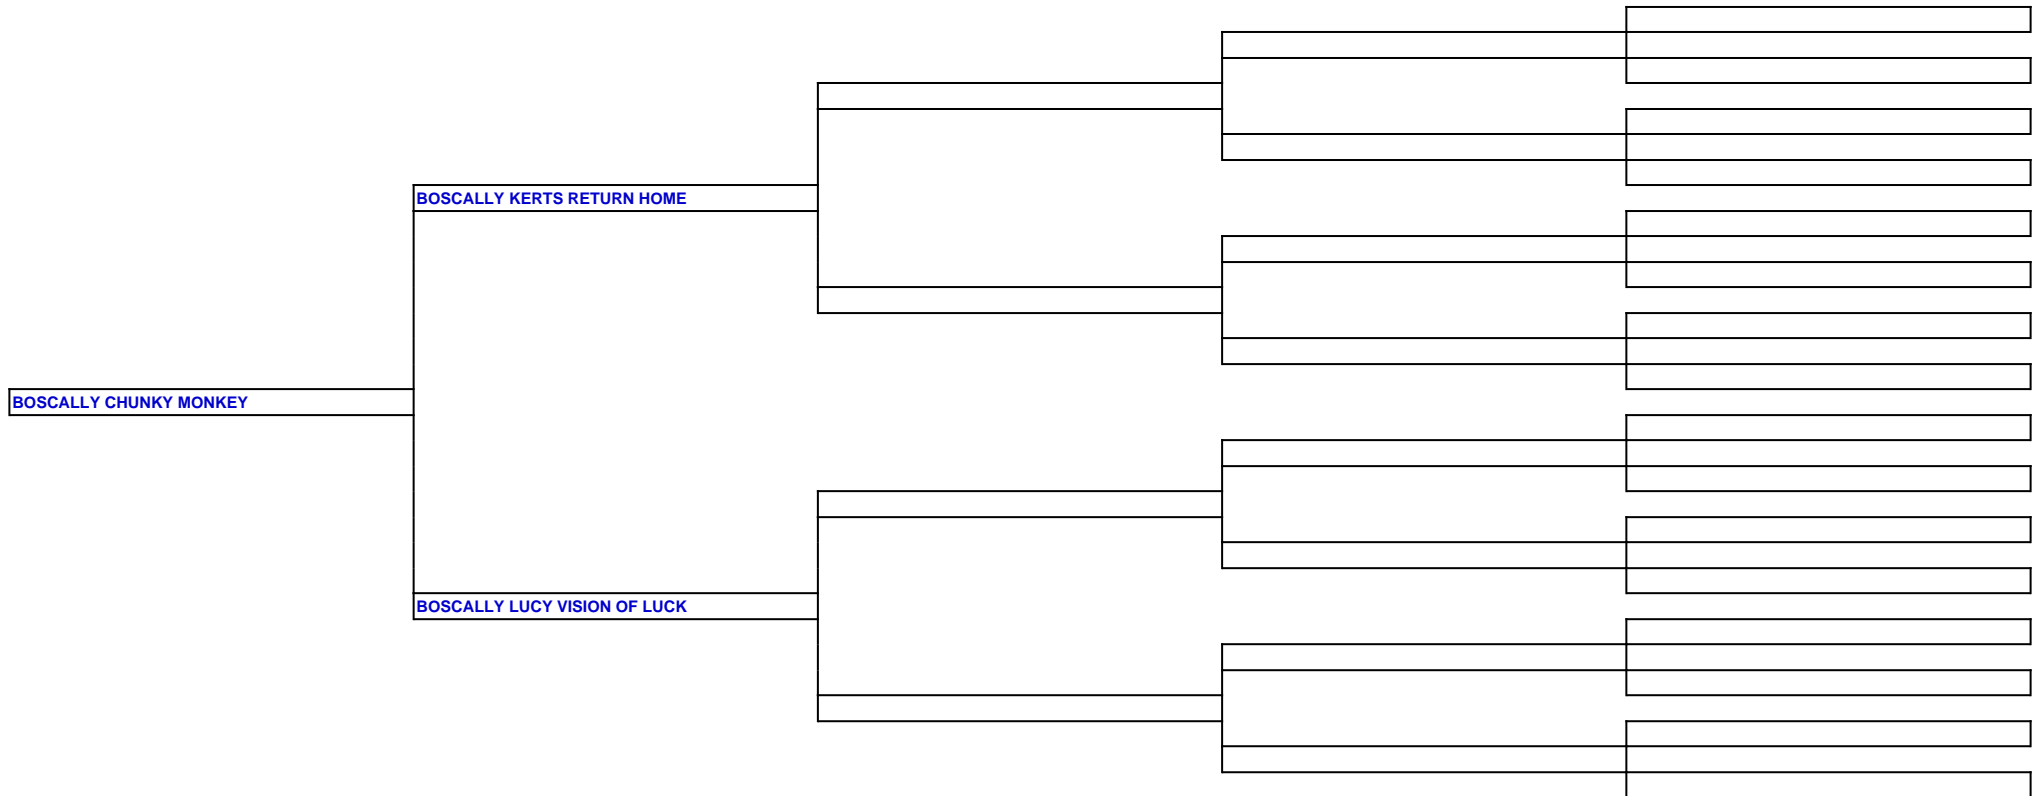 BOSCALLY KERTS RETURN HOME
BOSCALLY CHUNKY MONKEY
BOSCALLY LUCY VISION OF LUCK